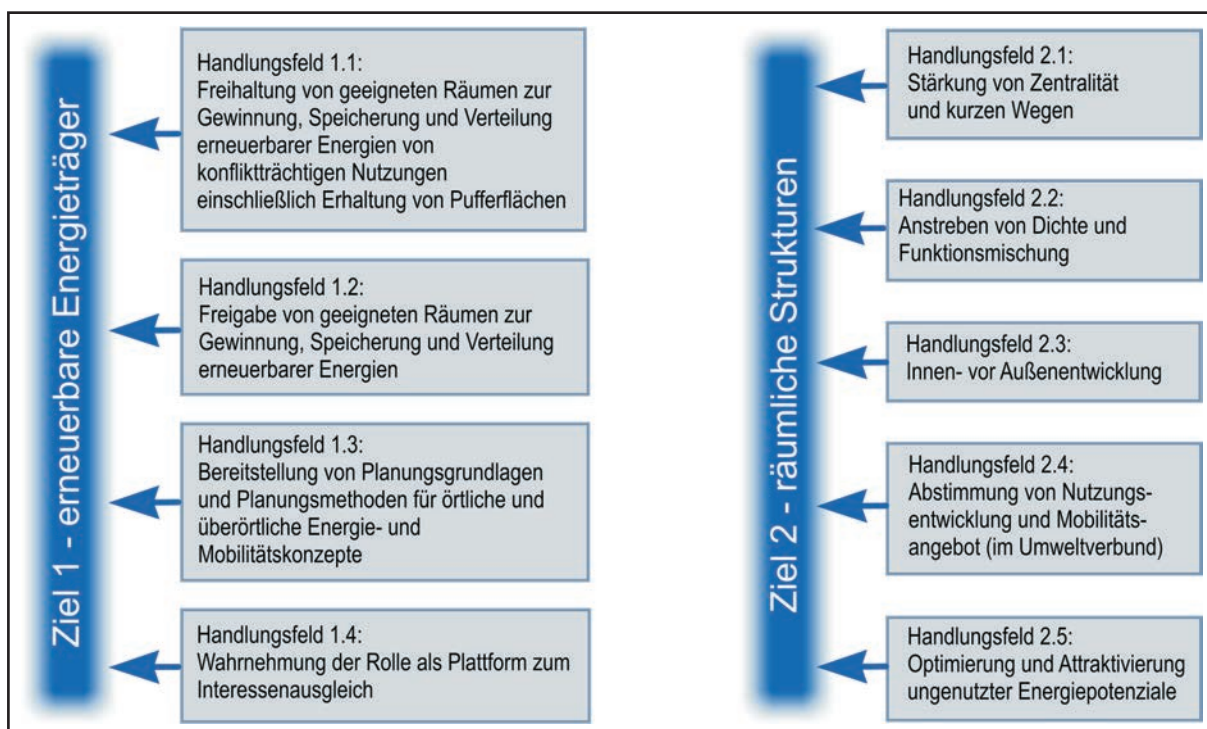 Ziel 1 - erneuerbare Energieträger
Handlungsfeld 1.1:
Freihaltung von geeigneten Räumen zur
Gewinnung, Speicherung und Verteilung
erneuerbarer Energien von
konfliktträchtigen Nutzungen
einschließlich Erhaltung von Pufferflächen
Handlungsfeld 1.2:
Freigabe von geeigneten Räumen zur
Gewinnung, Speicherung und Verteilung
erneuerbarer Energien
Handlungsfeld 1.3:
Bereitstellung von Planungsgrundlagen
und Planungsmethoden für örtliche und
überörtliche Energie- und
Mobilitätskonzepte
Handlungsfeld 1.4:
Wahrnehmung der Rolle als Plattform zum
Interessenausgleich
Ziel 2 - räumliche Strukturen
Handlungsfeld 2.1:
Stärkung von Zentralität
und kurzen Wegen
Handlungsfeld 2.2:
Anstreben von Dichte und
Funktionsmischung
Handlungsfeld 2.3:
Innen- vor Außenentwicklung
Handlungsfeld 2.4:
Abstimmung von Nutzungs-
entwicklung und Mobilitäts-
angebot (im Umweltverbund)
Handlungsfeld 2.5:
Optimierung und Attraktivierung
ungenutzter Energiepotenziale